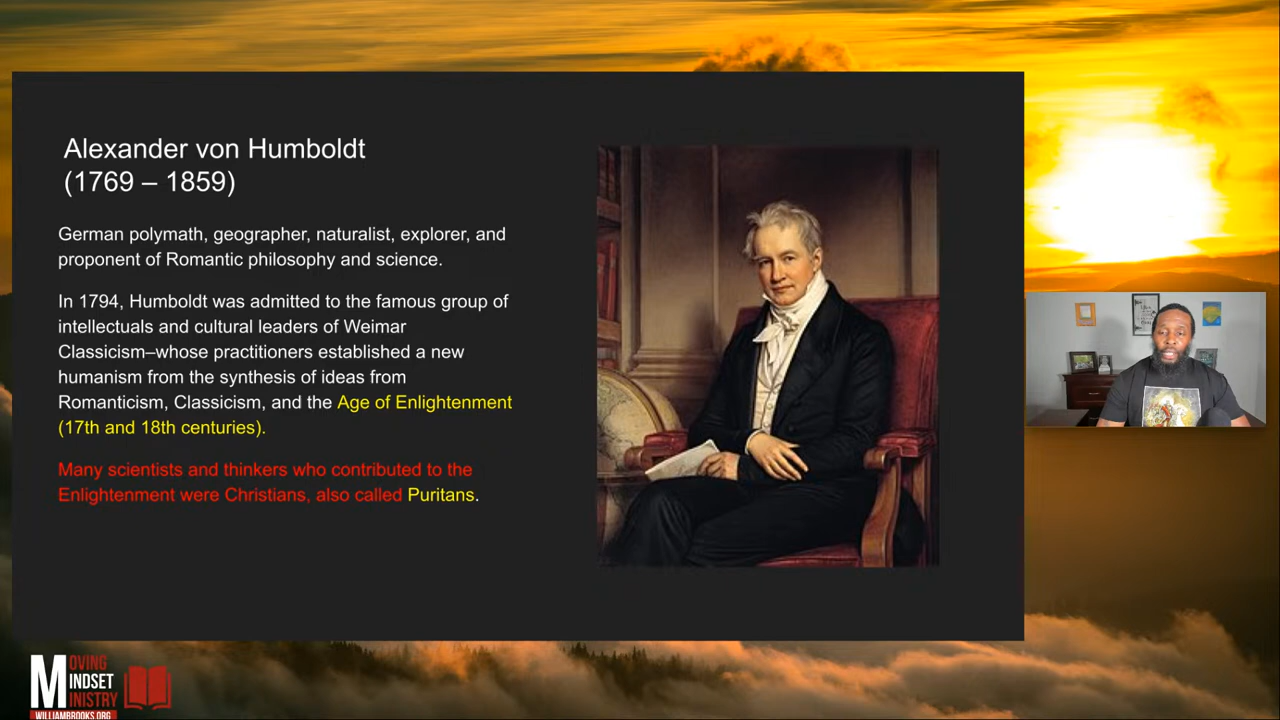 Alexander von Humboldt
(1769 – 1859)
German polymath, geographer, naturalist, explorer, and
proponent of Romantic philosophy and science.
In 1794, Humboldt was admitted to the famous group of
intellectuals and cultural leaders of Weimar
Classicism–whose practitioners established a new
humanism from the synthesis of ideas from
Romanticism, Classicism, and the Age of Enlightenment
(17th and 18th centuries).
Many scientists and thinkers who contributed to the
Enlightenment were Christians, also called Puritans.
MOVING
MINDSET
MINISTRY
WILLIAMBROOKS.ORG